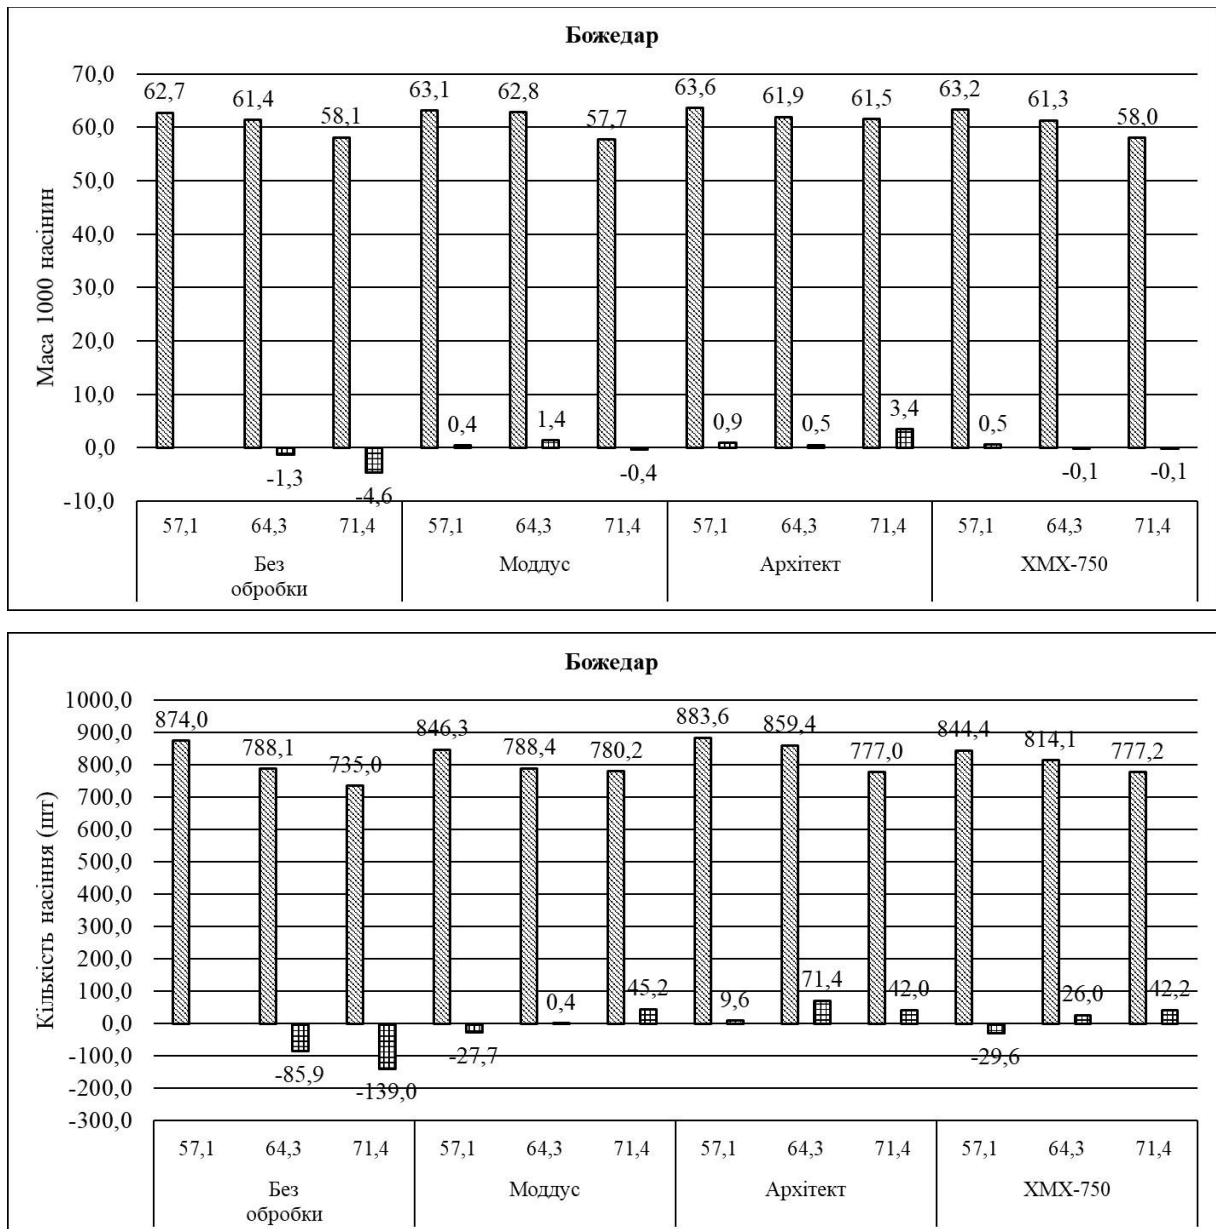 Божедар
Маса 1000 насінин
70,0
60,0
50,0
40,0
30,0
20,0
10,0
0,0
-10,0
62,7 61,4 58,1 63,1 62,8 57,7 63,6 61,9 61,5 63,2 61,3 58,0
-1,3 -4,6 0,4 1,4 -0,4 0,9 0,5 3,4 0,5 -0,1 -0,1
57,1 64,3 71,4 57,1 64,3 71,4 57,1 64,3 71,4 57,1 64,3 71,4
Без Моддус Архітект ХМХ-750
обробки
Божедар
Кількість насіння (шт)
1000,0
900,0
800,0
700,0
600,0
500,0
400,0
300,0
200,0
100,0
0,0
-100,0
-200,0
-300,0
874,0 788,1 735,0 846,3 788,4 780,2 883,6 859,4 777,0 844,4 814,1 777,2
-85,9 -139,0 -27,7 0,4 45,2 9,6 71,4 42,0 -29,6 26,0 42,2
57,1 64,3 71,4 57,1 64,3 71,4 57,1 64,3 71,4 57,1 64,3 71,4
Без Моддус Архітект ХМХ-750
обробки